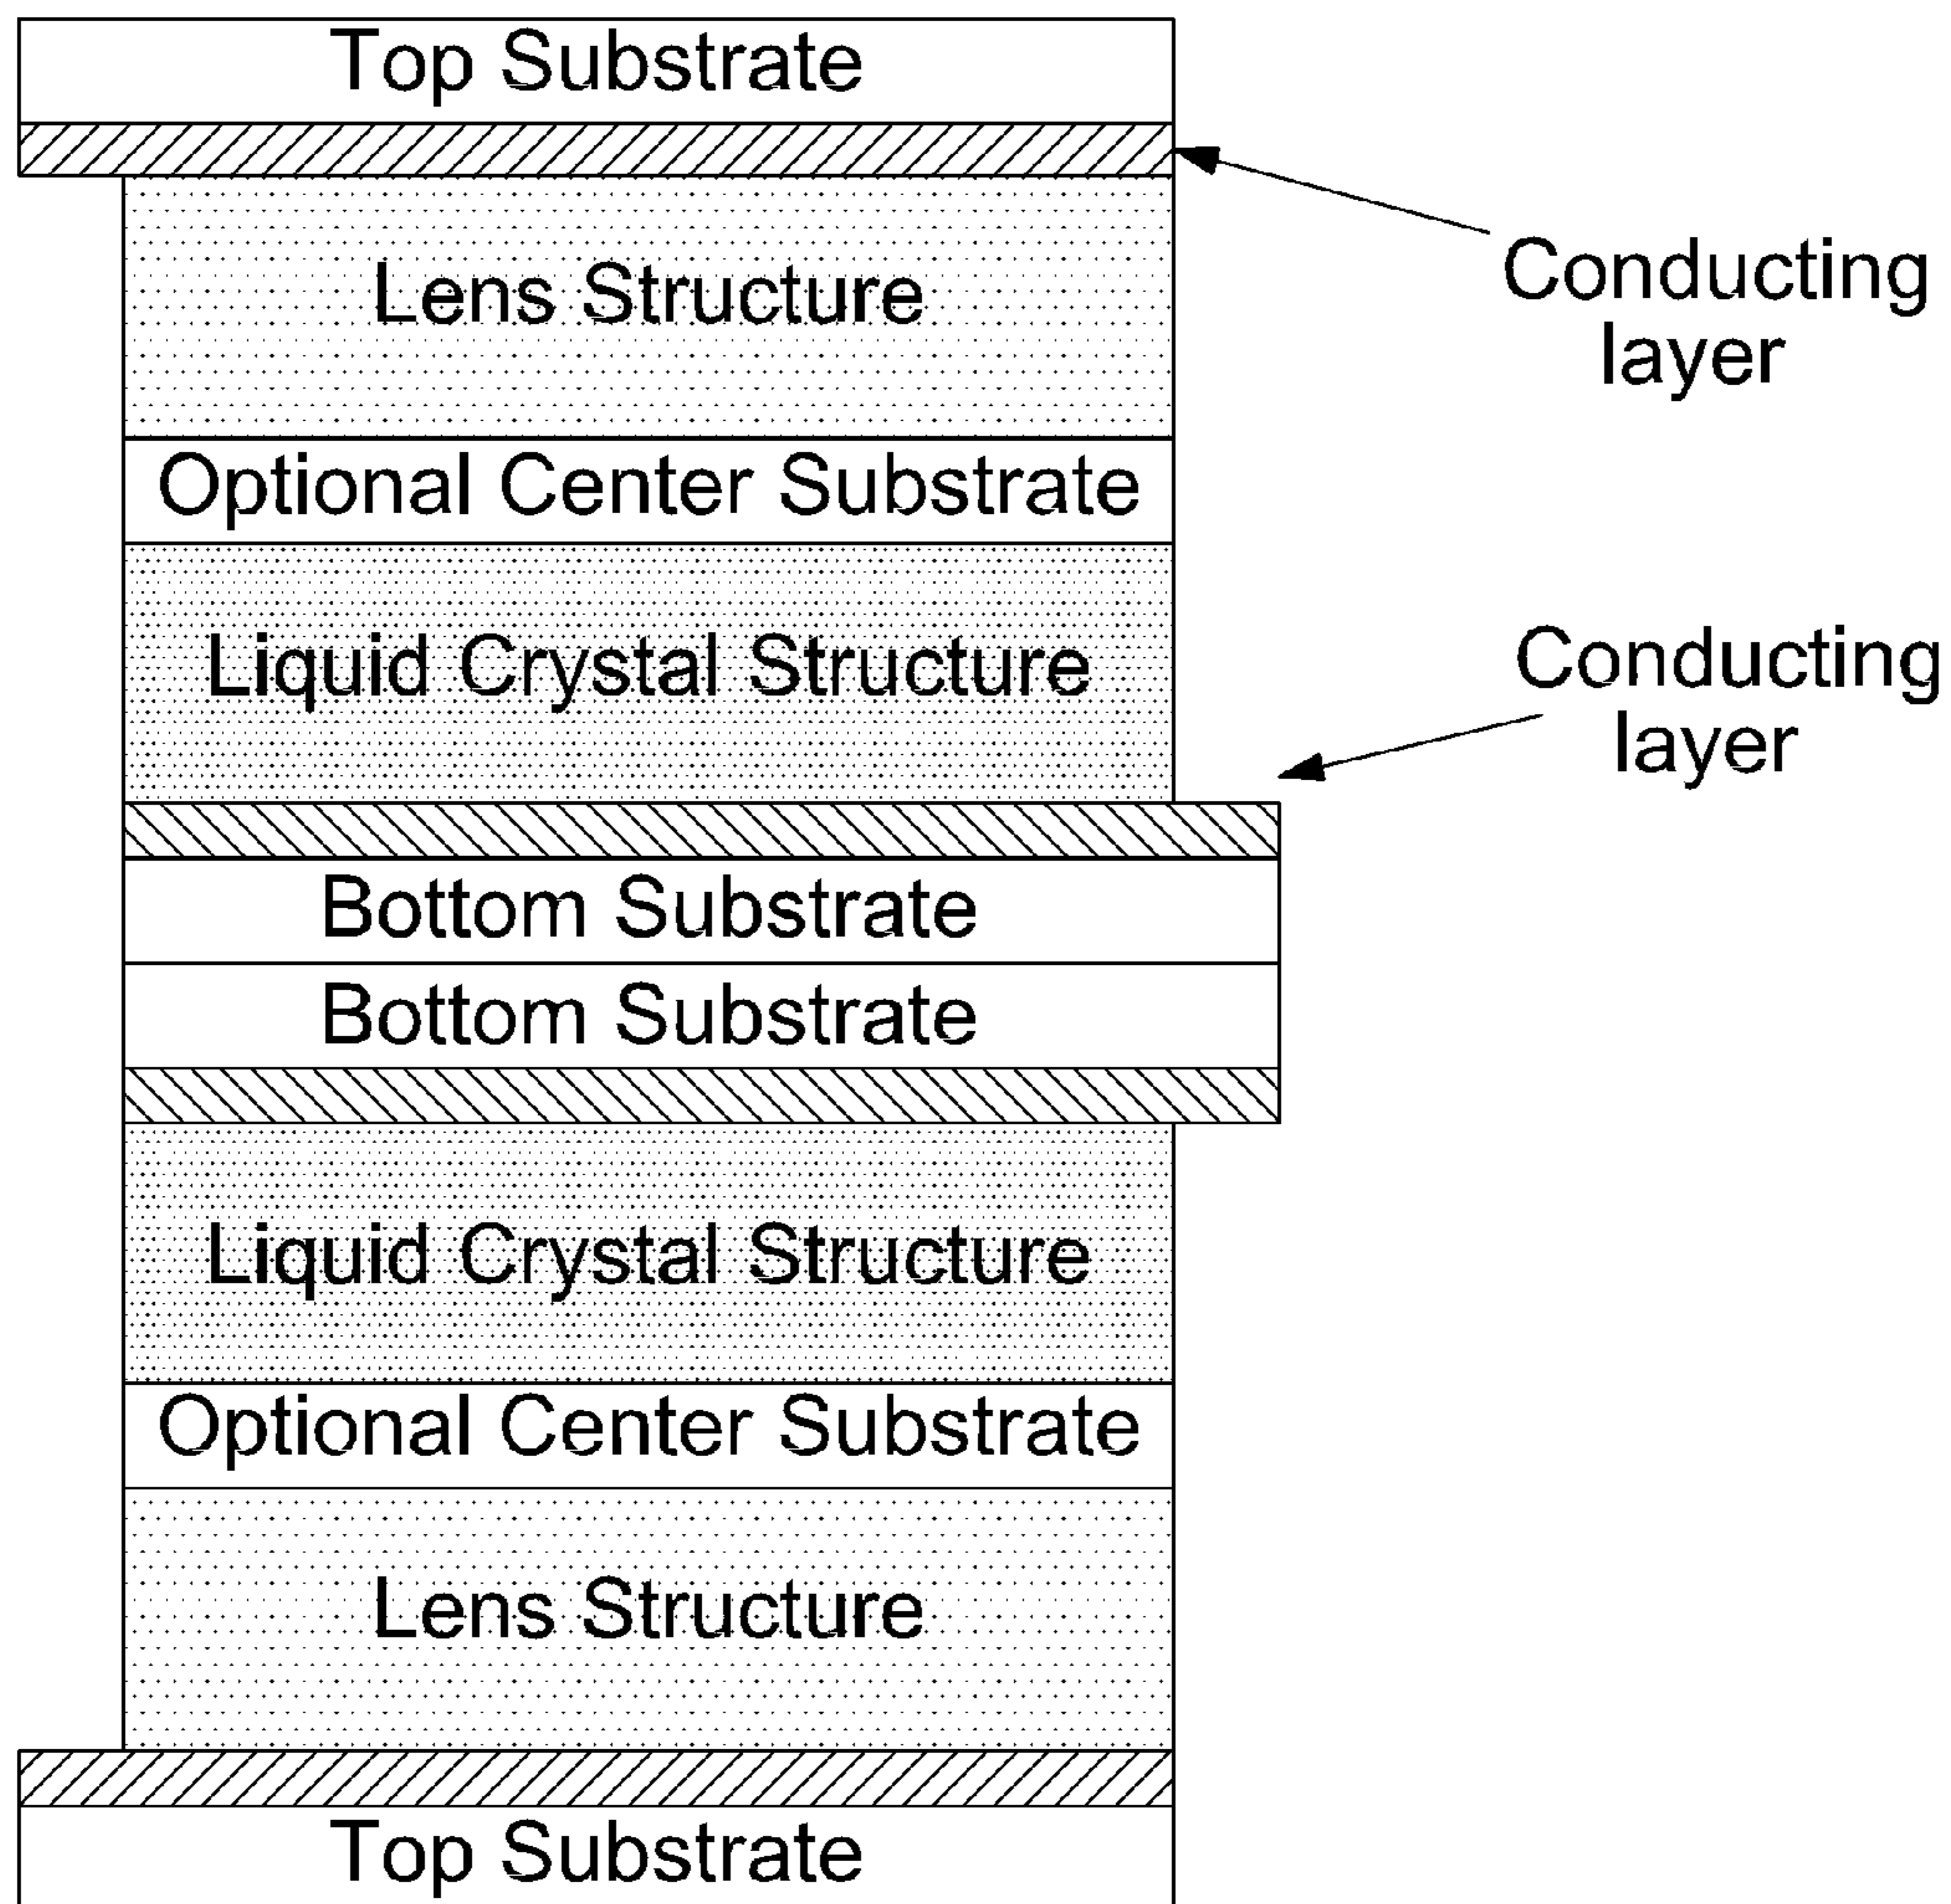 Top Substrate
Lens Structure
Conducting
layer
Optional Center Substrate
Liquid Crystal Structure
Conducting
layer
Bottom Substrate
Bottom Substrate
Liquid Crystal Structure
Optional Center Substrate
Lens Structure
Top Substrate